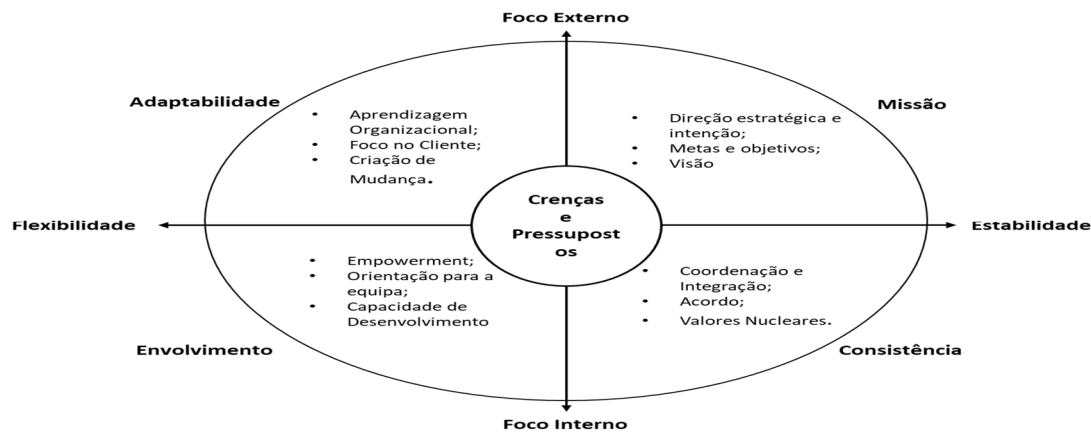 Foco Externo
Adaptabilidade
• Aprendizagem
Organizacional;
• Foco no Cliente;
• Criação de
Mudança.
Missão
• Direção estratégica e
intenção;
• Metas e objetivos;
• Visão
Flexibilidade
Crenças
e
Pressupost
os
Estabilidade
• Empowerment;
• Orientação para a
equipa;
• Capacidade de
Desenvolvimento
Envolvimento
• Coordenação e
Integração;
• Acordo;
• Valores Nucleares.
Consistência
Foco Interno